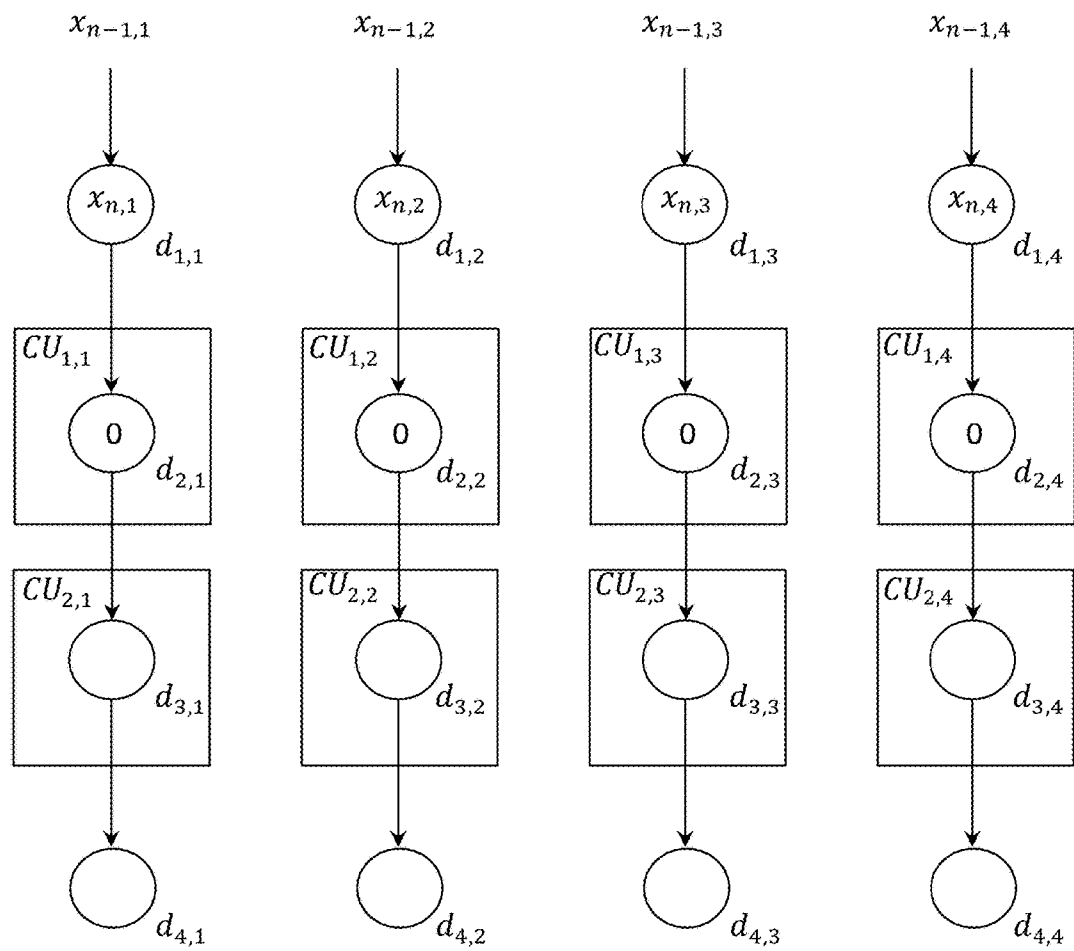 x_{n-1,1} x_{n-1,2} x_{n-1,3} x_{n-1,4}
x_{n,1} x_{n,2} x_{n,3} x_{n,4}
d_{1,1} d_{1,2} d_{1,3} d_{1,4}
CU_{1,1} CU_{1,2} CU_{1,3} CU_{1,4}
0 0 0 0
d_{2,1} d_{2,2} d_{2,3} d_{2,4}
CU_{2,1} CU_{2,2} CU_{2,3} CU_{2,4}
d_{3,1} d_{3,2} d_{3,3} d_{3,4}
d_{4,1} d_{4,2} d_{4,3} d_{4,4}